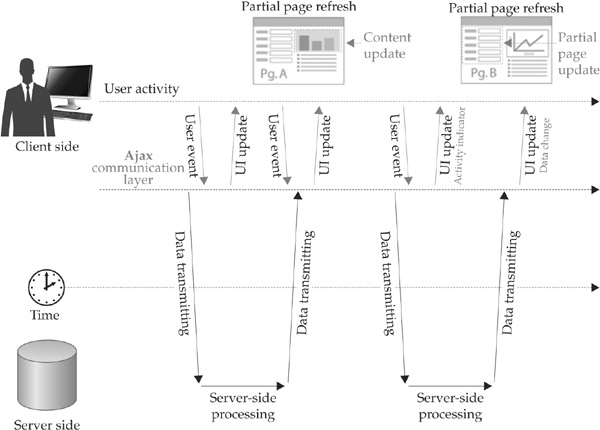 Partial page refresh
Partial page refresh
Pg. A
Content
update
Pg. B
Partial
page
update
User activity
Client side
User event
UI update
User event
UI update
User event
UI update
Activity indicator
UI update
Data change
Ajax
communication
layer
Data transmitting
Data transmitting
Data transmitting
Data transmitting
Time
Server-side
processing
Server-side
processing
Server side